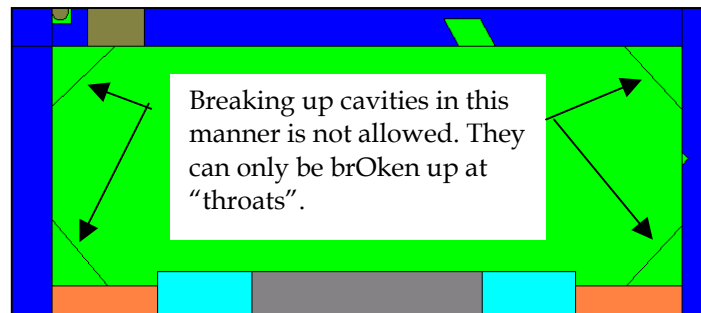 Breaking up cavities in this
manner is not allowed. They
can only be brOken up at
“throats”.